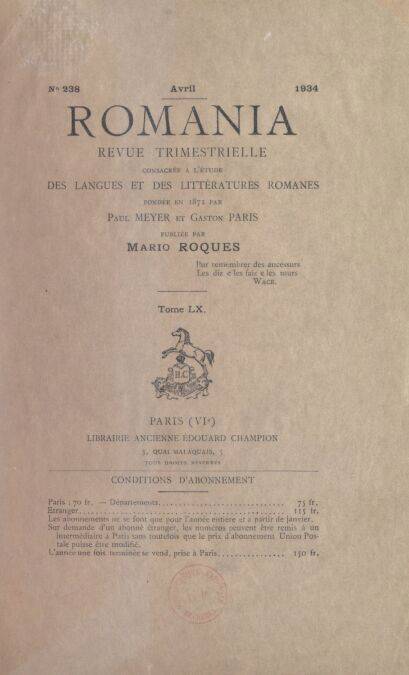 Nº 238 Avril 1934
ROMANIA
REVUE TRIMESTRIELLE
CONSACRÉE A L'ÉTUDE
DES LANGUES ET DES LITTÉRATURES ROMANES
FONDÉE EN 1872 PAR
PAUL MEYER ET GASTON PARIS
PUBLIÉE PAR
MARIO ROQUES
Pur remembrer des ancessurs
Les diz e les faiz e les murs
WACE.
Tome LX.
H.C
PARIS (VIe)
LIBRAIRIE ANCIENNE ÉDOUARD CHAMPION
5, QUAI MALAQUAIS, 5
TOUS DROITS RÉSERVÉS
CONDITIONS D'ABONNEMENT
Paris : 70 fr. — Départements............................ 75 fr.
Étranger............................................ 115 fr.
Les abonnements ne se font que pour l'année entière et à partir de janvier.
Sur demande d'un abonné étranger, les numéros peuvent être remis à un
intermédiaire à Paris sans toutefois que le prix d'abonnement Union Pos-
tale puisse être modifié.
L'année une fois terminée se vend, prise à Paris............... 150 fr.